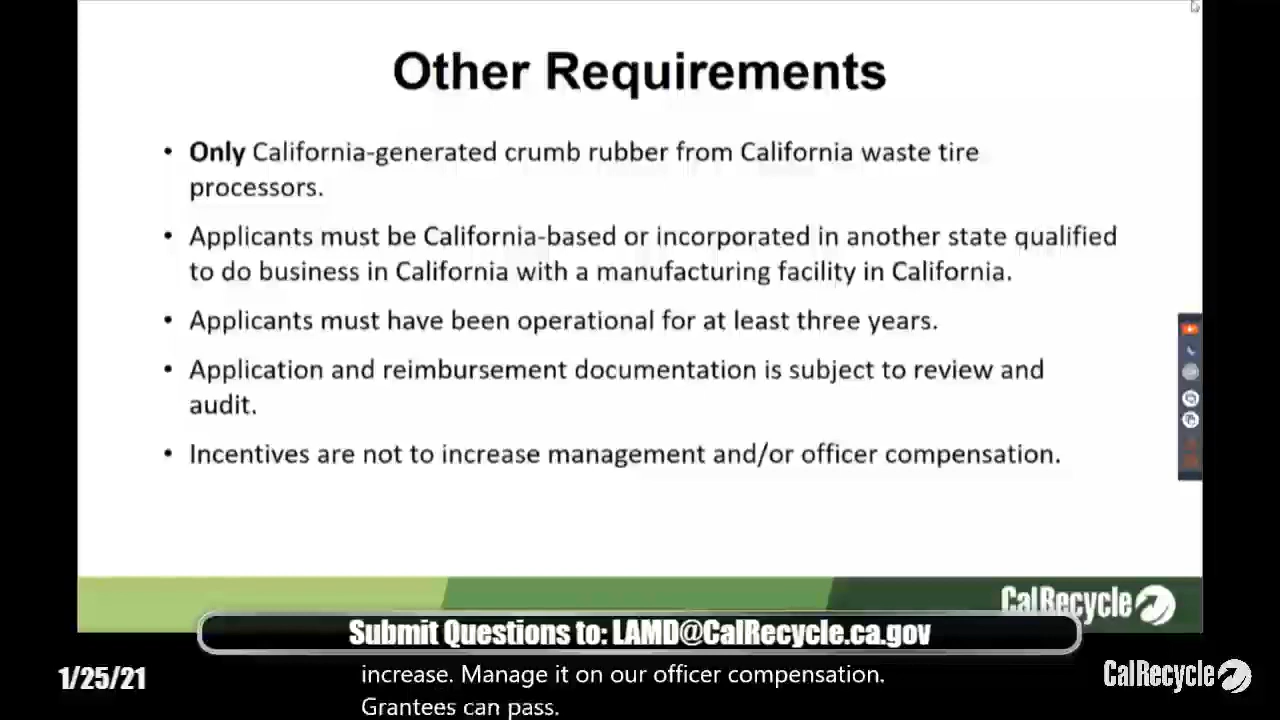 Other Requirements
• Only California-generated crumb rubber from California waste tire
processors.
• Applicants must be California-based or incorporated in another state qualified
to do business in California with a manufacturing facility in California.
• Applicants must have been operational for at least three years.
• Application and reimbursement documentation is subject to review and
audit.
• Incentives are not to increase management and/or officer compensation.
CalRecycle
Submit Questions to: LAMD@CalRecycle.ca.gov
1/25/21
increase. Manage it on our officer compensation.
Grantees can pass.
CalRecycle